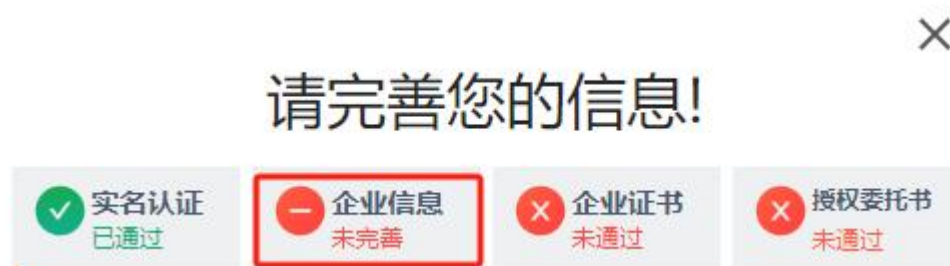 请完善您的信息!
实名认证
已通过
企业信息
未完善
企业证书
未通过
授权委托书
未通过